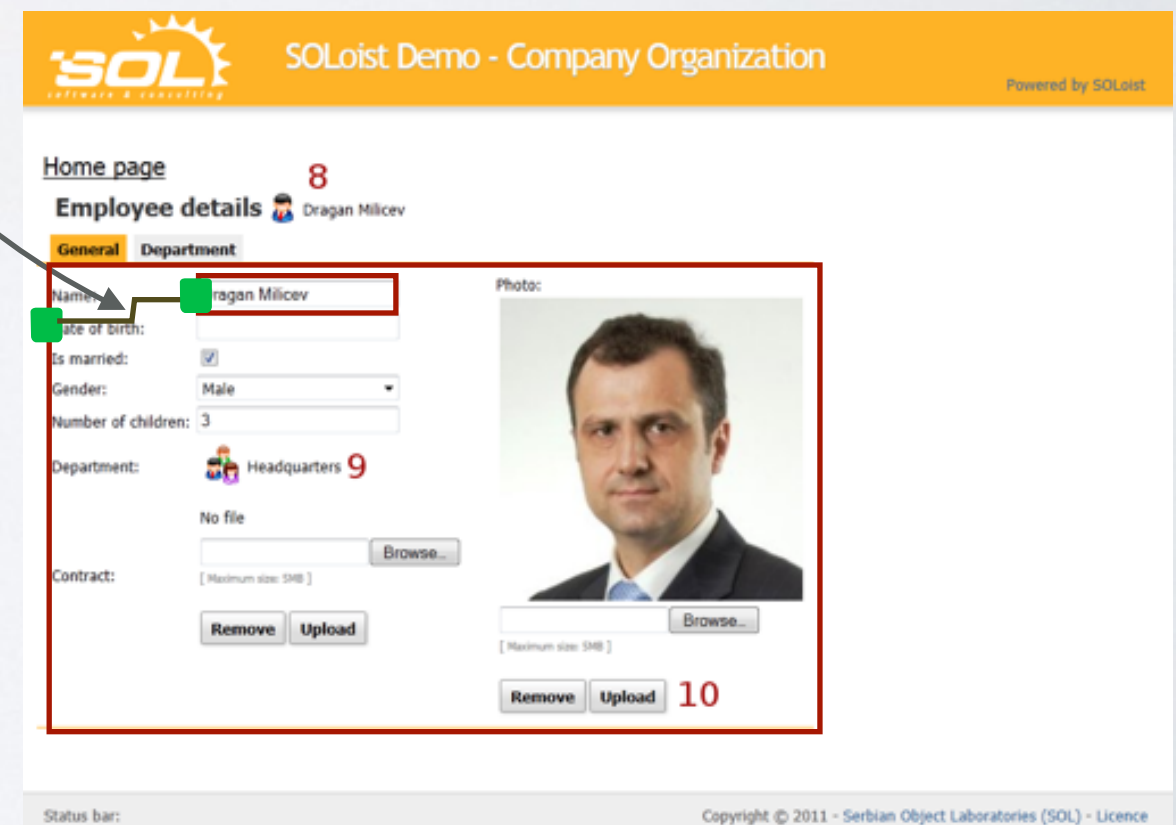 SOL
software & consulting
SOLoist Demo - Company Organization
Powered by SOLoist
Home page
8
Employee details Dragan Milicev
General Department
Name: Dragan Milicev
Date of birth:
Is married:
Gender: Male
Number of children: 3
Department: Headquarters 9
No file
Browse...
Contract:
[ Maximum size: 5MB ]
Remove Upload
Photo:
Browse...
[ Maximum size: 5MB ]
Remove Upload 10
Status bar:
Copyright © 2011 - Serbian Object Laboratories (SOL) - Licence